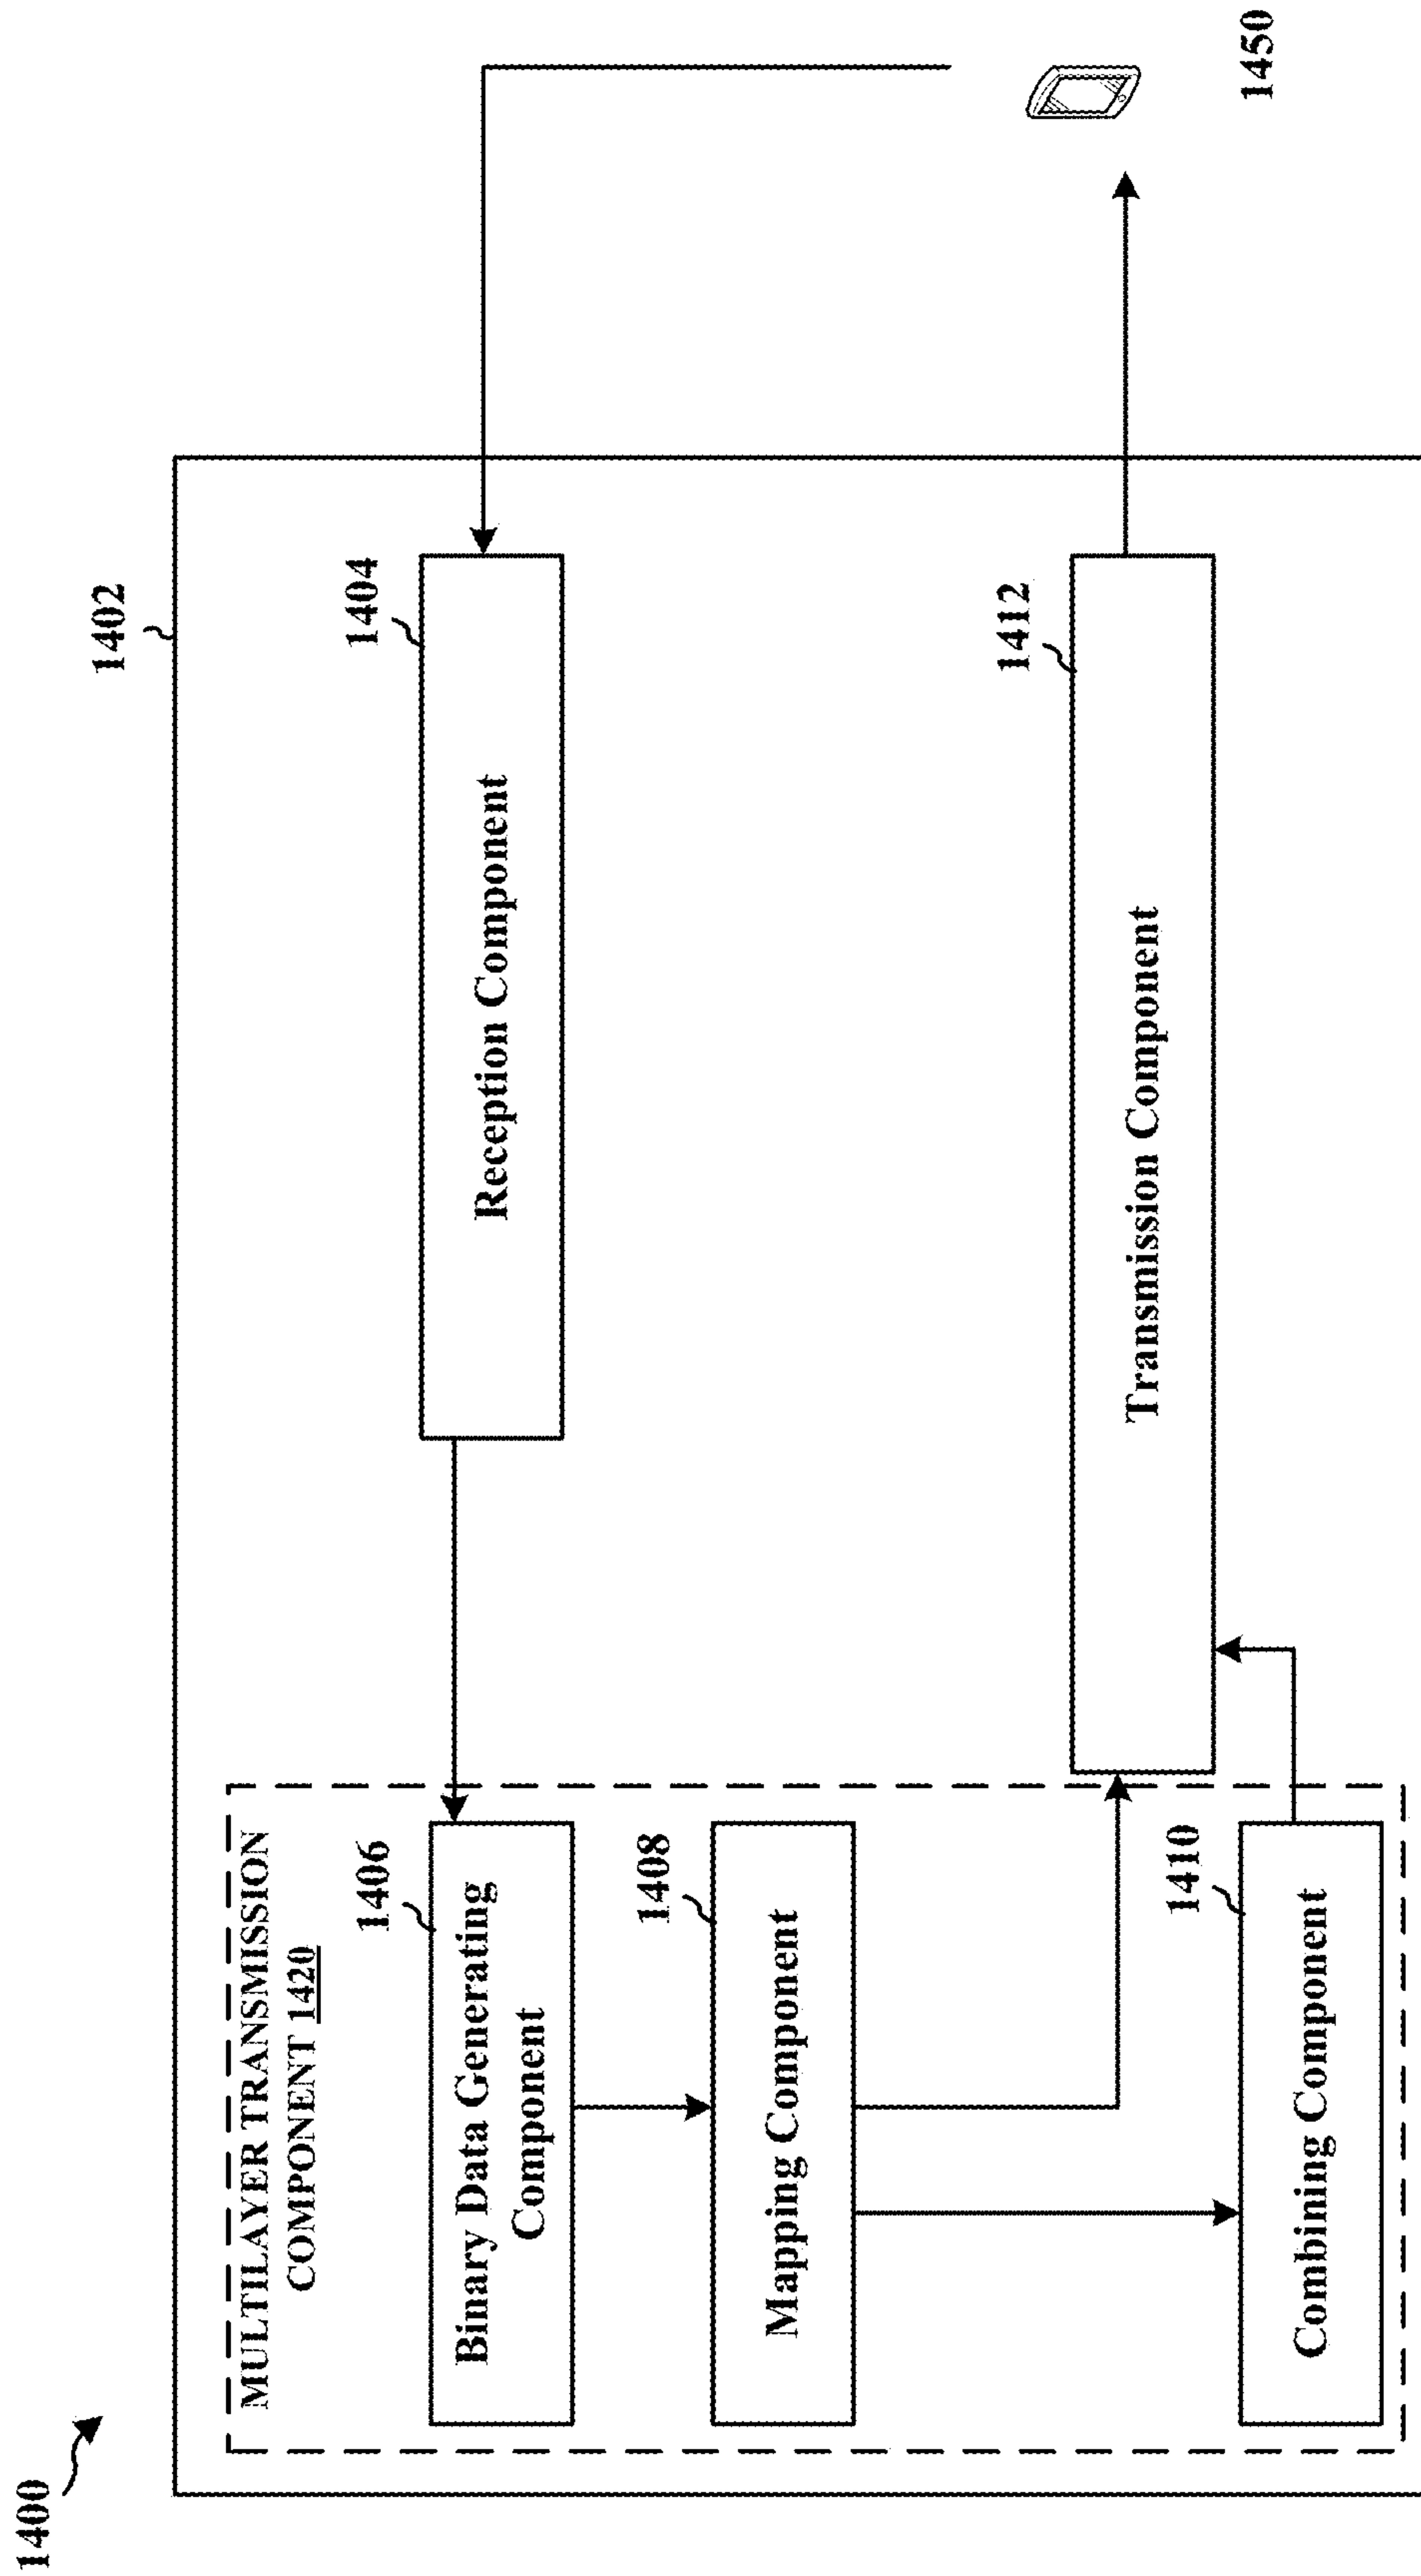 1400
1402
MULTILAYER TRANSMISSION
COMPONENT 1420
1406
Binary Data Generating
Component
1404
Reception Component
1408
Mapping Component
1410
Combining Component
1412
Transmission Component
1450